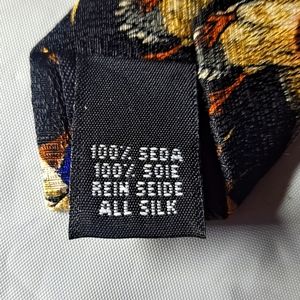 100% SEDA
100% SOIE
REIN SEIDE
ALL SILK